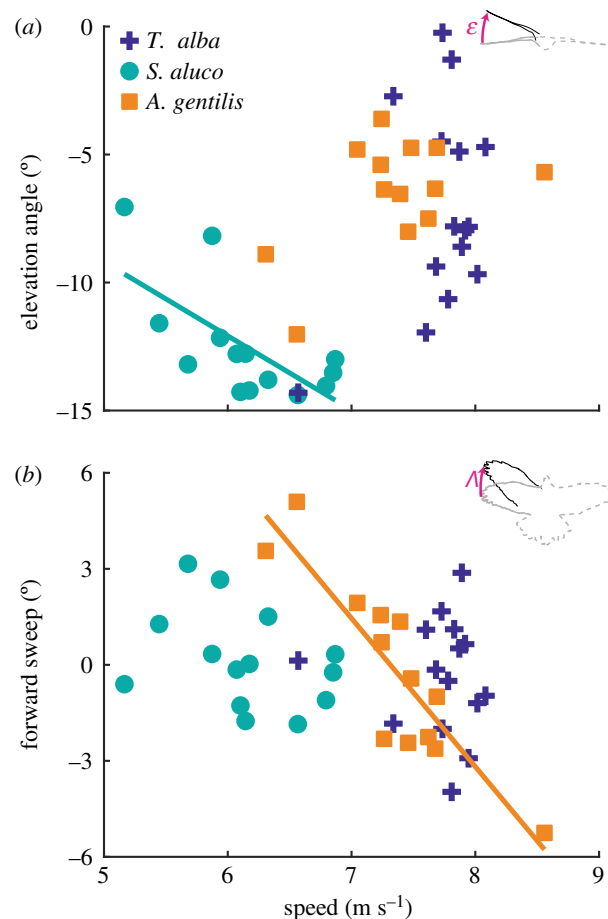 (a)
ε
T. alba
S. aluco
A. gentilis
0
–5
–10
–15
elevation angle (°)
(b)
Λ
6
3
0
–3
–6
forward sweep (°)
5 6 7 8 9
speed (m s–1)